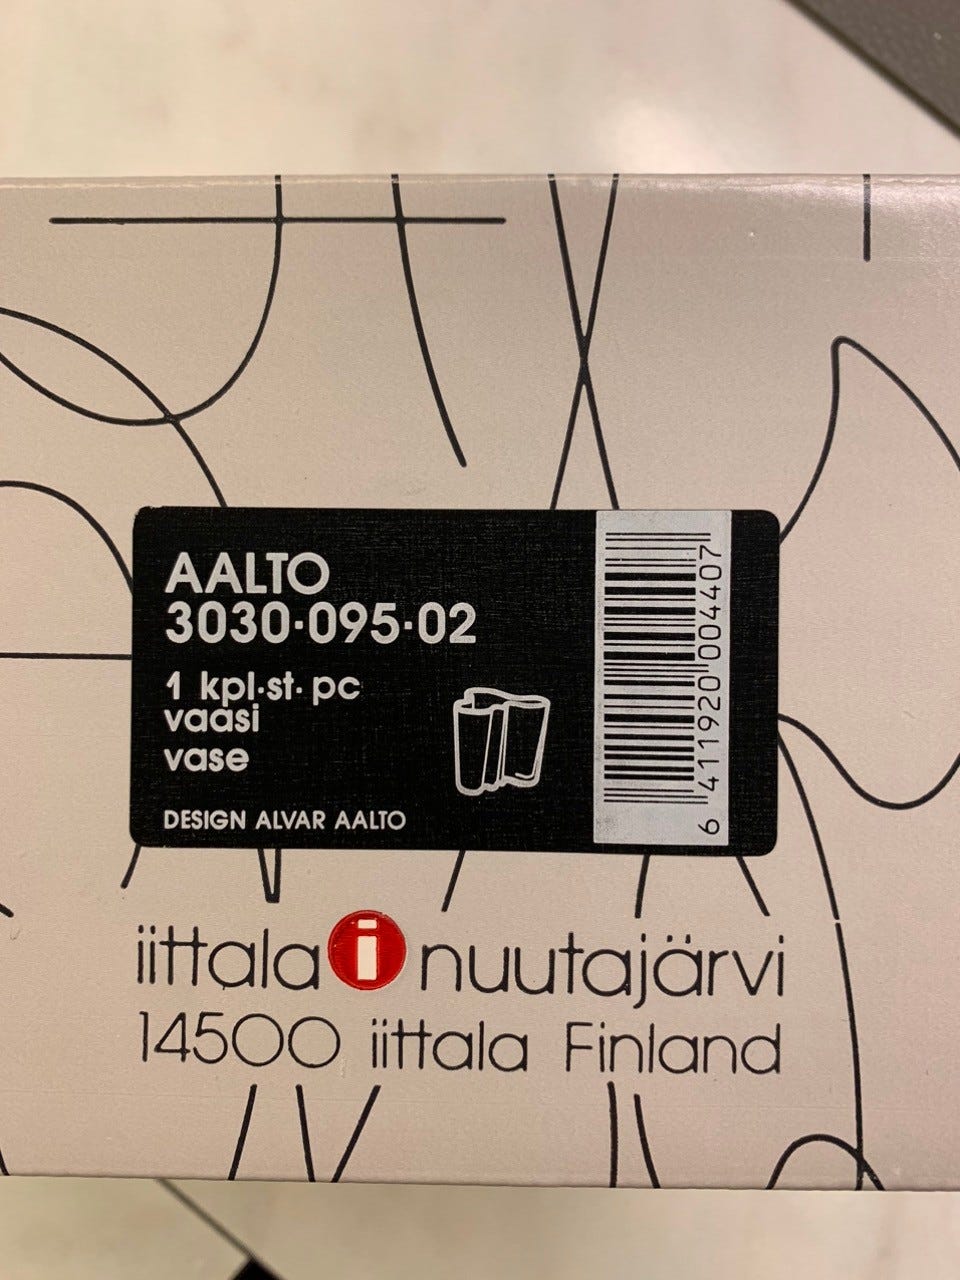 AALTO
3030·095·02
1 kpl·st·pc
vaasi
vase
DESIGN ALVAR AALTO
6 411920 004407
iittala i nuutajärvi
14500 iittala Finland